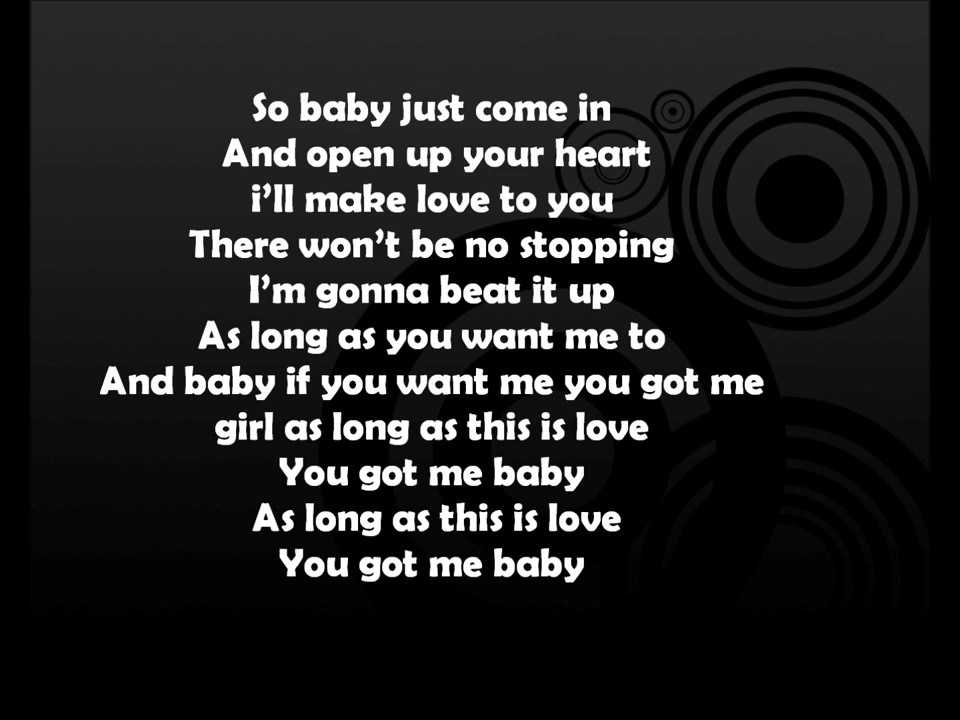 So baby just come in
And open up your heart
i'll make love to you
There won't be no stopping
I'm gonna beat it up
As long as you want me to
And baby if you want me you got me
girl as long as this is love
You got me baby
As long as this is love
You got me baby